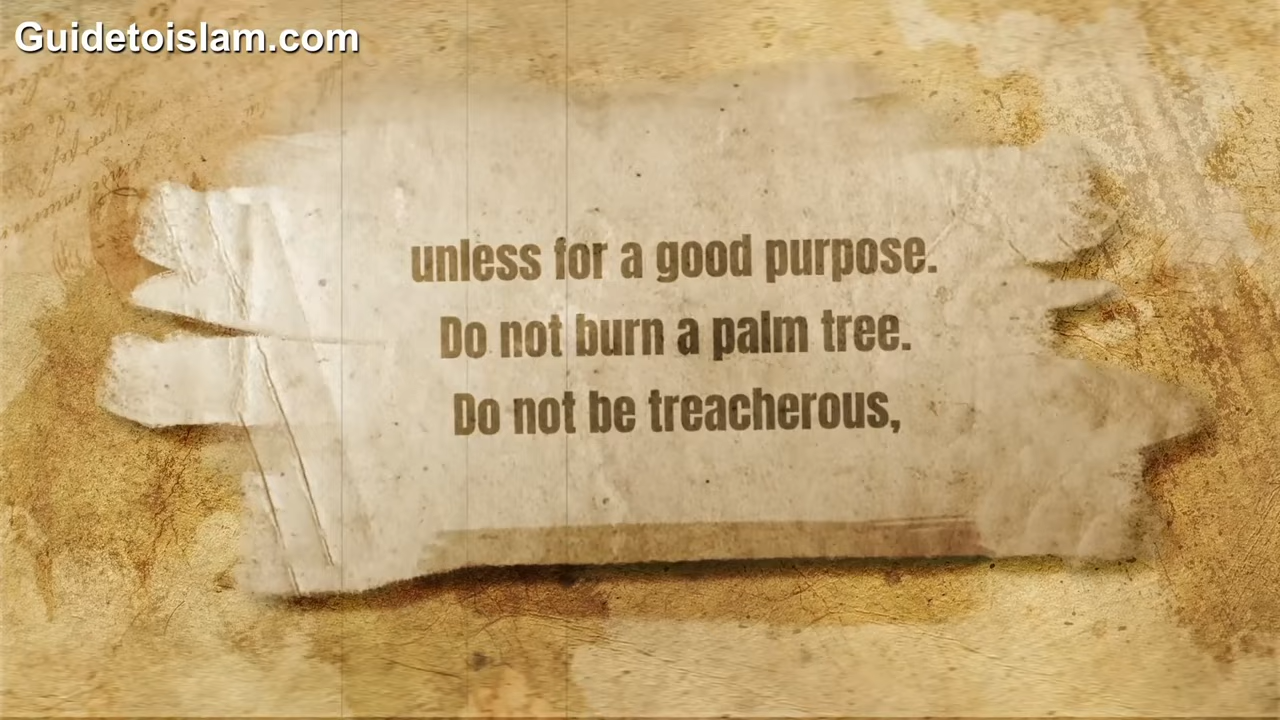 Guidetoislam.com
unless for a good purpose.
Do not burn a palm tree.
Do not be treacherous,